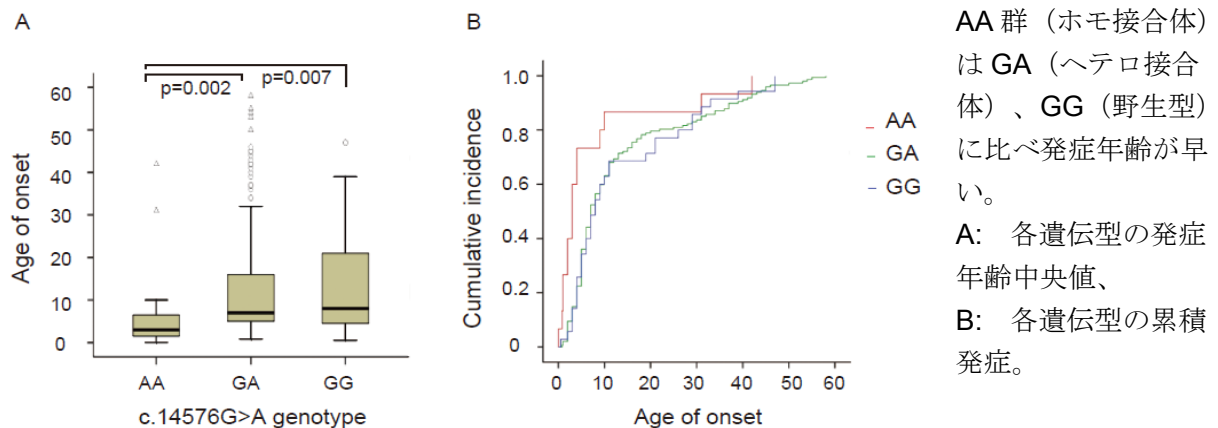 A
p=0.002
p=0.007
60
50
40
30
20
10
0
Age of onset
AA
GA
GG
c.14576G>A genotype
B
1.0
0.8
0.6
0.4
0.2
0
Cumulative incidence
0 10 20 30 40 50 60
Age of onset
AA
GA
GG
AA 群（ホモ接合体）
は GA（ヘテロ接合
体）、GG（野生型）
に比べ発症年齢が早
い。
A: 各遺伝型の発症
年齢中央値、
B: 各遺伝型の累積
発症。